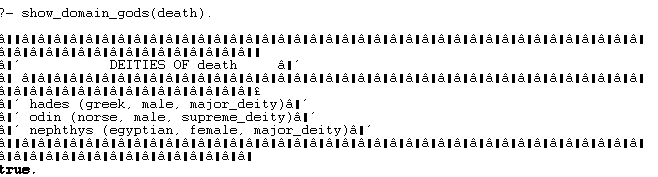 ?- show_domain_gods(death).
DEITIES OF death
hades (greek, male, major_deity)
odin (norse, male, supreme_deity)
nephthys (egyptian, female, major_deity)
true.